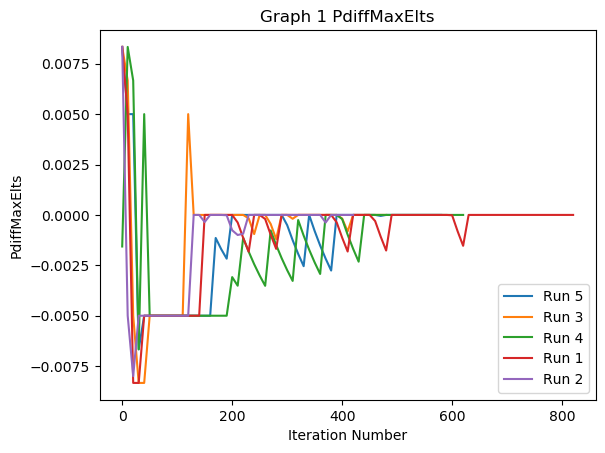 Graph 1 PdiffMaxElts
PdiffMaxElts
0.0075
0.0050
0.0025
0.0000
−0.0025
−0.0050
−0.0075
Run 5
Run 3
Run 4
Run 1
Run 2
0 200 400 600 800
Iteration Number